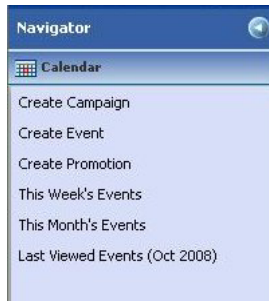 Navigator
Calendar
Create Campaign
Create Event
Create Promotion
This Week's Events
This Month's Events
Last Viewed Events (Oct 2008)